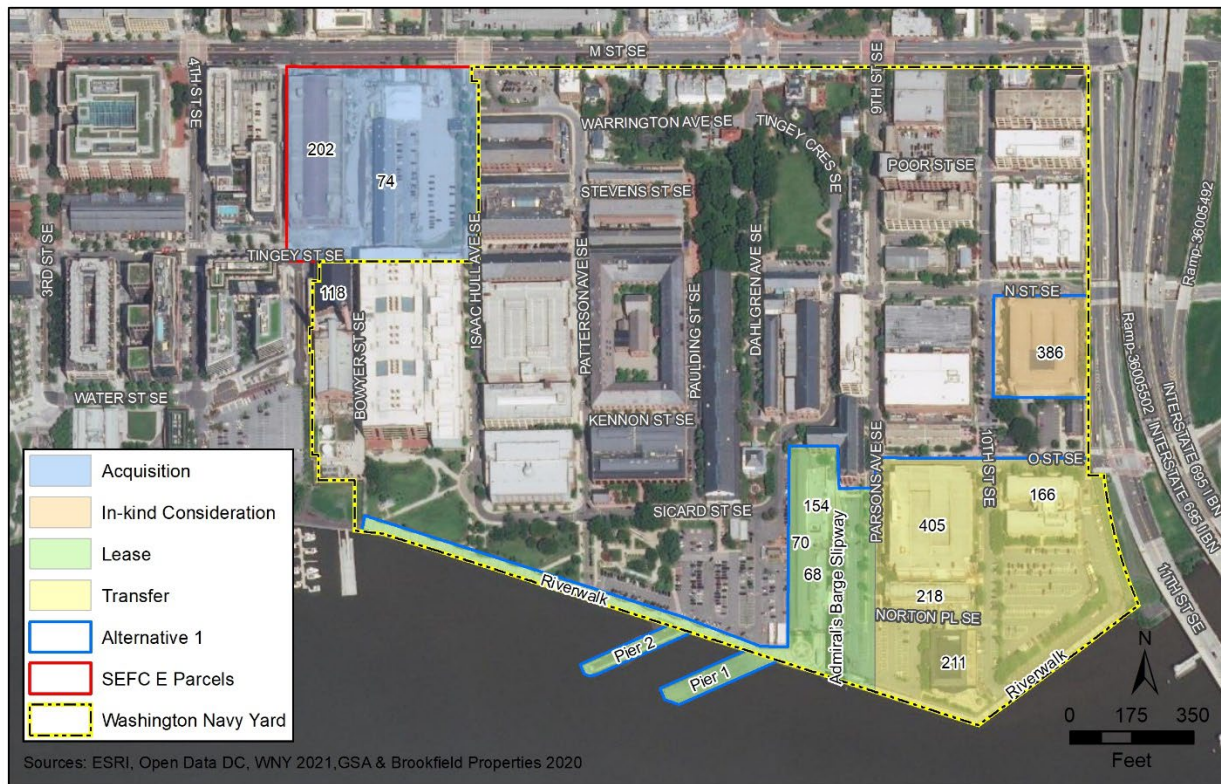 M ST SE
4TH ST SE
9TH ST SE
WARRINGTON AVE SE
TINGEY CRES SE
202
74
POOR ST SE
STEVENS ST SE
Ramp-36005492
3RD ST SE
TINGEY ST SE
ISAAC HULL AVE SE
PATTERSON AVE SE
PAULDING ST SE
DAHLGREN AVE SE
N ST SE
118
BOWYER ST SE
386
Ramp-36005502
INTERSTATE 695 I BN
INTERSTATE 695 I BN
WATER ST SE
KENNON ST SE
PARSONS AVE SE
10TH ST SE
O ST SE
154
SICARD ST SE
405
166
70
68
Admiral's Barge Slipway
218
NORTON PL SE
211
11TH ST SE
Riverwalk
Pier 2
Pier 1
Riverwalk
Acquisition
In-kind Consideration
Lease
Transfer
Alternative 1
SEFC E Parcels
Washington Navy Yard
N
0 175 350
Feet
Sources: ESRI, Open Data DC, WNY 2021,GSA & Brookfield Properties 2020